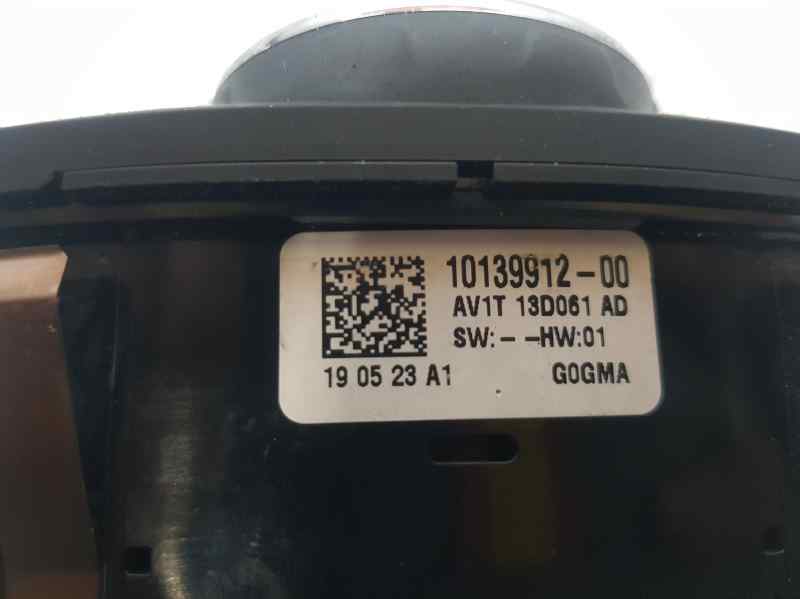 10139912-00
AV1T 13D061 AD
SW:- -HW:01
19 05 23 A1 G0GMA